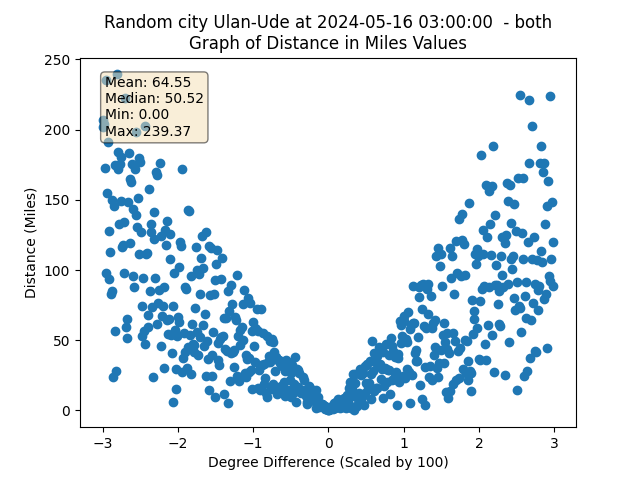 Random city Ulan-Ude at 2024-05-16 03:00:00  - both
Graph of Distance in Miles Values
250
200
150
100
50
0
Distance (Miles)
Mean: 64.55
Median: 50.52
Min: 0.00
Max: 239.37
−3 −2 −1 0 1 2 3
Degree Difference (Scaled by 100)